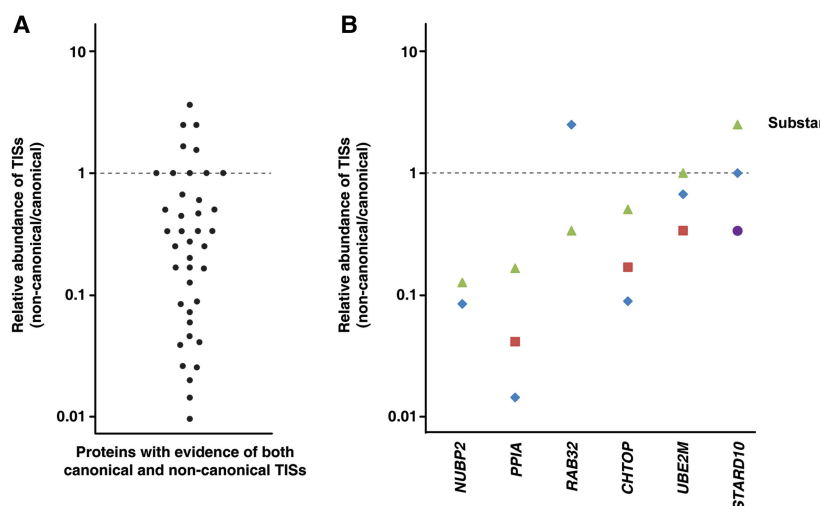 A
B
10
1
0.1
0.01
Relative abundance of TISs
(non-canonical/canonical)
Proteins with evidence of both
canonical and non-canonical TISs
10
1
0.1
0.01
Relative abundance of TISs
(non-canonical/canonical)
Substar
NUBP2
PPIA
RAB32
CHTOP
UBE2M
STARD10